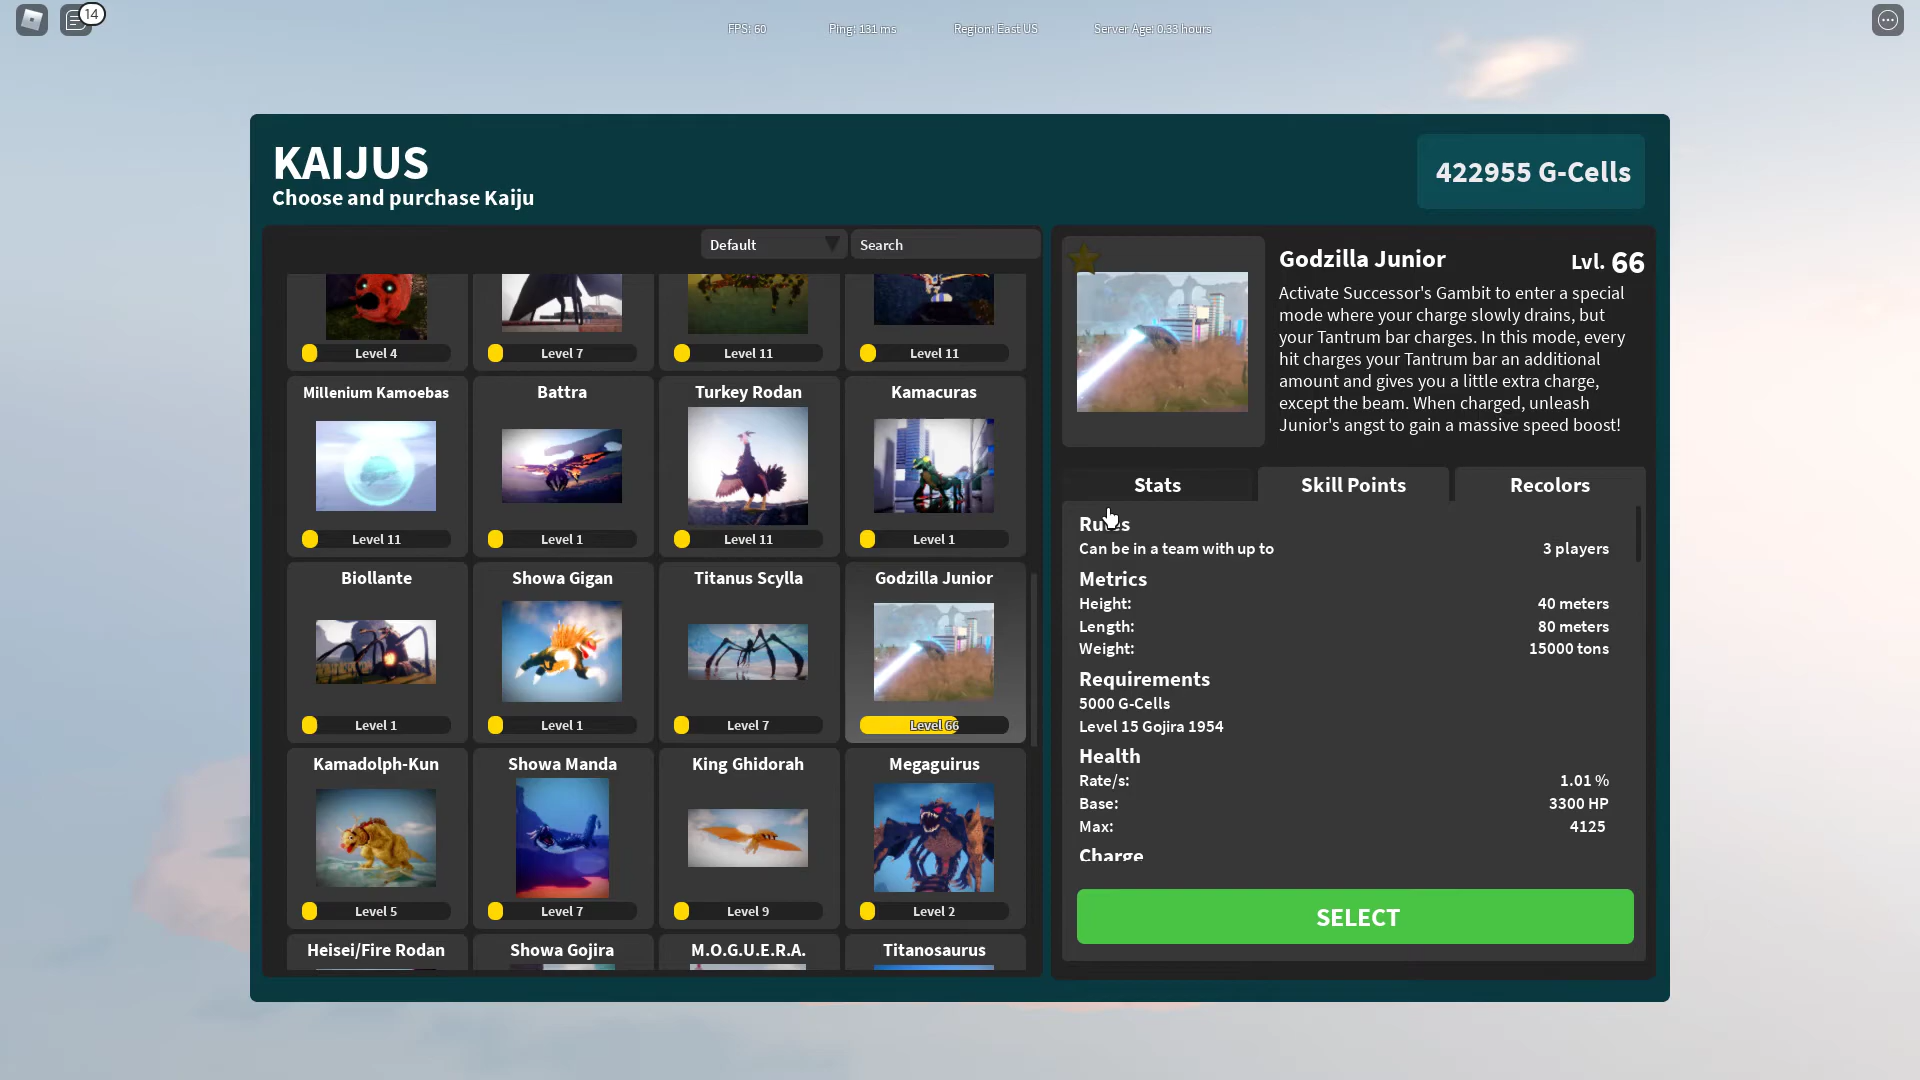 14
FPS: 60
Ping: 131 ms
Region: East US
Server Age: 0.33 hours
KAIJUS
Choose and purchase Kaiju
422955 G-Cells
Default
Search
Level 4
Level 7
Level 11
Level 11
Millenium Kamoebas
Battra
Turkey Rodan
Kamacuras
Level 11
Level 1
Level 11
Level 1
Biollante
Showa Gigan
Titanus Scylla
Godzilla Junior
Level 1
Level 1
Level 7
Level 66
Kamadolph-Kun
Showa Manda
King Ghidorah
Megaguirus
Level 5
Level 7
Level 9
Level 2
Heisei/Fire Rodan
Showa Gojira
M.O.G.U.E.R.A.
Titanosaurus
Godzilla Junior
Lvl. 66
Activate Successor's Gambit to enter a special
mode where your charge slowly drains, but
your Tantrum bar charges. In this mode, every
hit charges your Tantrum bar an additional
amount and gives you a little extra charge,
except the beam. When charged, unleash
Junior's angst to gain a massive speed boost!
Stats
Skill Points
Recolors
Rules
Can be in a team with up to 3 players
Metrics
Height: 40 meters
Length: 80 meters
Weight: 15000 tons
Requirements
5000 G-Cells
Level 15 Gojira 1954
Health
Rate/s: 1.01 %
Base: 3300 HP
Max: 4125
Charge
SELECT